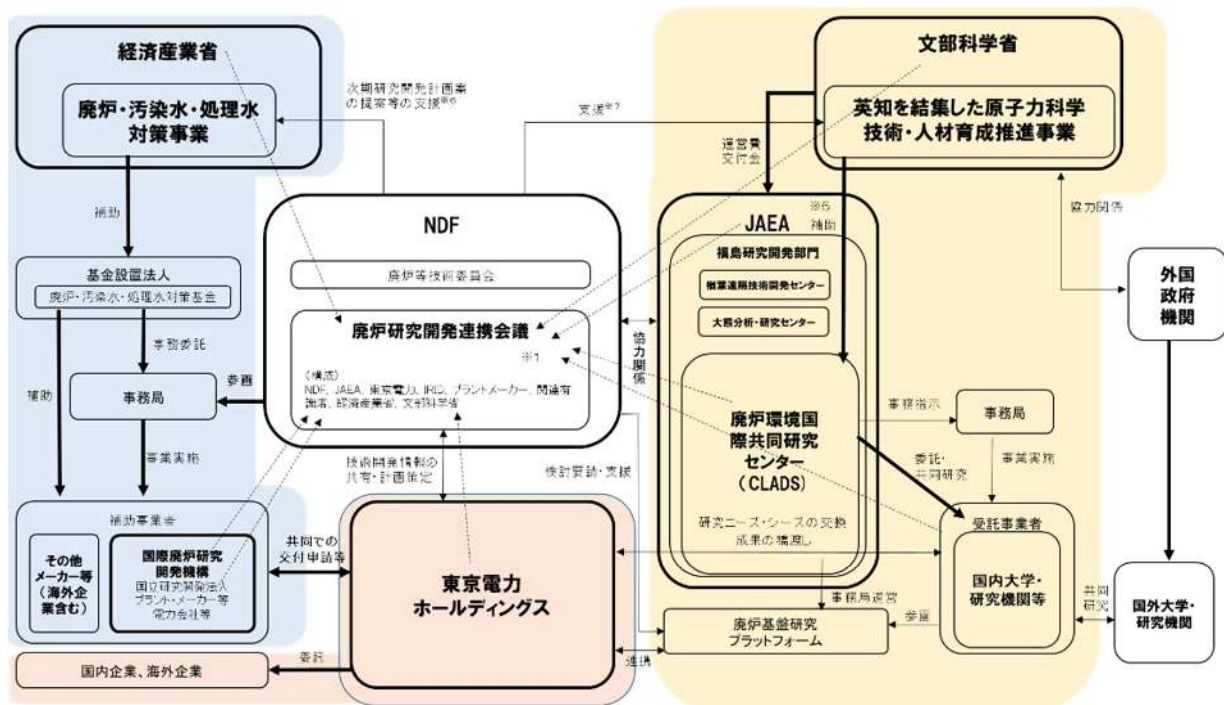 経済産業省
廃炉・汚染水・処理水
対策事業
次期研究開発計画案
の提案等の支援※6
支援※7
文部科学省
英知を結集した原子力科学
技術・人材育成推進事業
運営費
交付金
補助
NDF
廃炉等技術委員会
廃炉研究開発連携会議
※1
(構成)
NDF、JAEA、東京電力、IRID、プラントメーカー、関連有
識者、経済産業省、文部科学省
JAEA
※5
補助
福島研究開発部門
楢葉遠隔技術開発センター
大熊分析・研究センター
協力関係
外国
政府
機関
基金設置法人
廃炉・汚染水・処理水対策基金
事務委託
補助
事務局
参画
事業実施
協力関係
廃炉環境国
際共同研究
センター
(CLADS)
事務指示
事務局
委託・
共同研究
事業実施
技術開発情報の
共有・計画策定
検討要請・支援
研究ニーズ・シーズの交換
成果の橋渡し
補助事業者
その他
メーカー等
(海外企
業含む)
国際廃炉研究
開発機構
国立研究開発法人
プラント・メーカー等
電力会社等
共同での
交付申請等
東京電力
ホールディングス
受託事業者
国内大学・
研究機関等
共同
研究
国外大学・
研究機関
事務局運営
廃炉基盤研究
プラットフォーム
参画
連携
委託
国内企業、海外企業